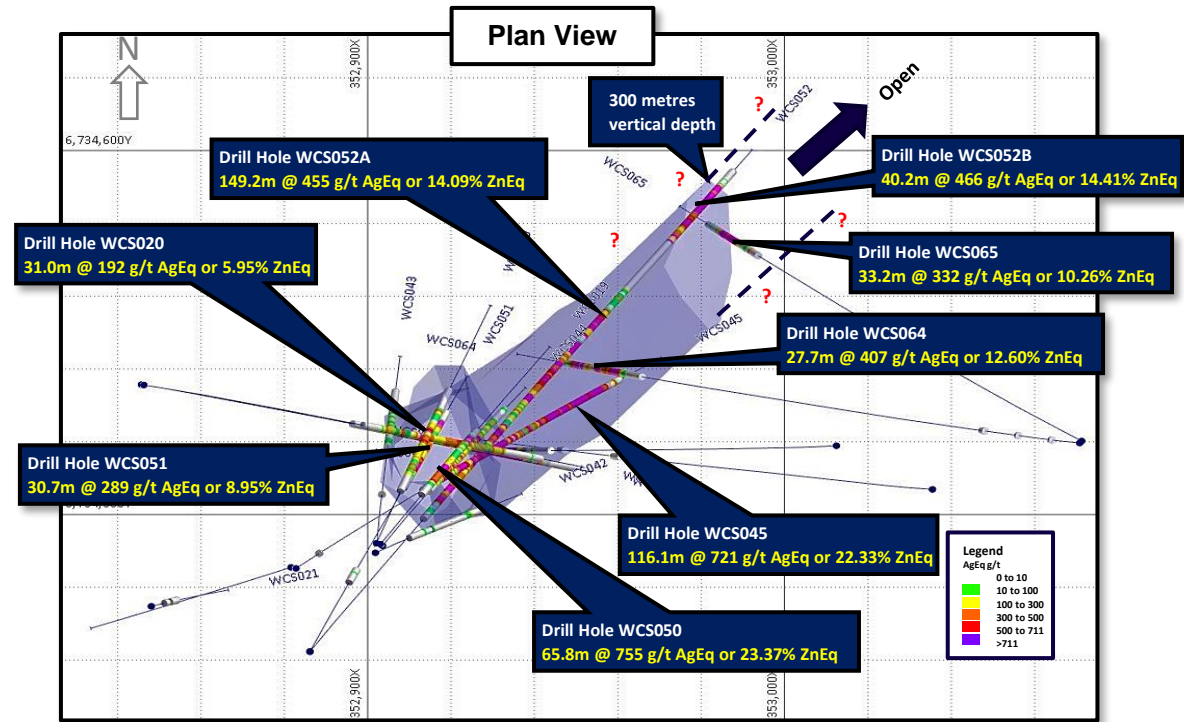 Plan View
N
352,900X
353,000X
Open
300 metres
vertical depth
?
WCS052
6,734,600Y
Drill Hole WCS052A
149.2m @ 455 g/t AgEq or 14.09% ZnEq
WCS065
?
Drill Hole WCS052B
40.2m @ 466 g/t AgEq or 14.41% ZnEq
Drill Hole WCS020
31.0m @ 192 g/t AgEq or 5.95% ZnEq
?
?
Drill Hole WCS065
33.2m @ 332 g/t AgEq or 10.26% ZnEq
WCS043
WCS019
?
WCS051
WCS064
WCS044
WCS045
Drill Hole WCS064
27.7m @ 407 g/t AgEq or 12.60% ZnEq
Drill Hole WCS051
30.7m @ 289 g/t AgEq or 8.95% ZnEq
WCS042
Drill Hole WCS045
116.1m @ 721 g/t AgEq or 22.33% ZnEq
WCS021
Drill Hole WCS050
65.8m @ 755 g/t AgEq or 23.37% ZnEq
Legend
AgEq g/t
0 to 10
10 to 100
100 to 300
300 to 500
500 to 711
>711
352,900X
353,000X